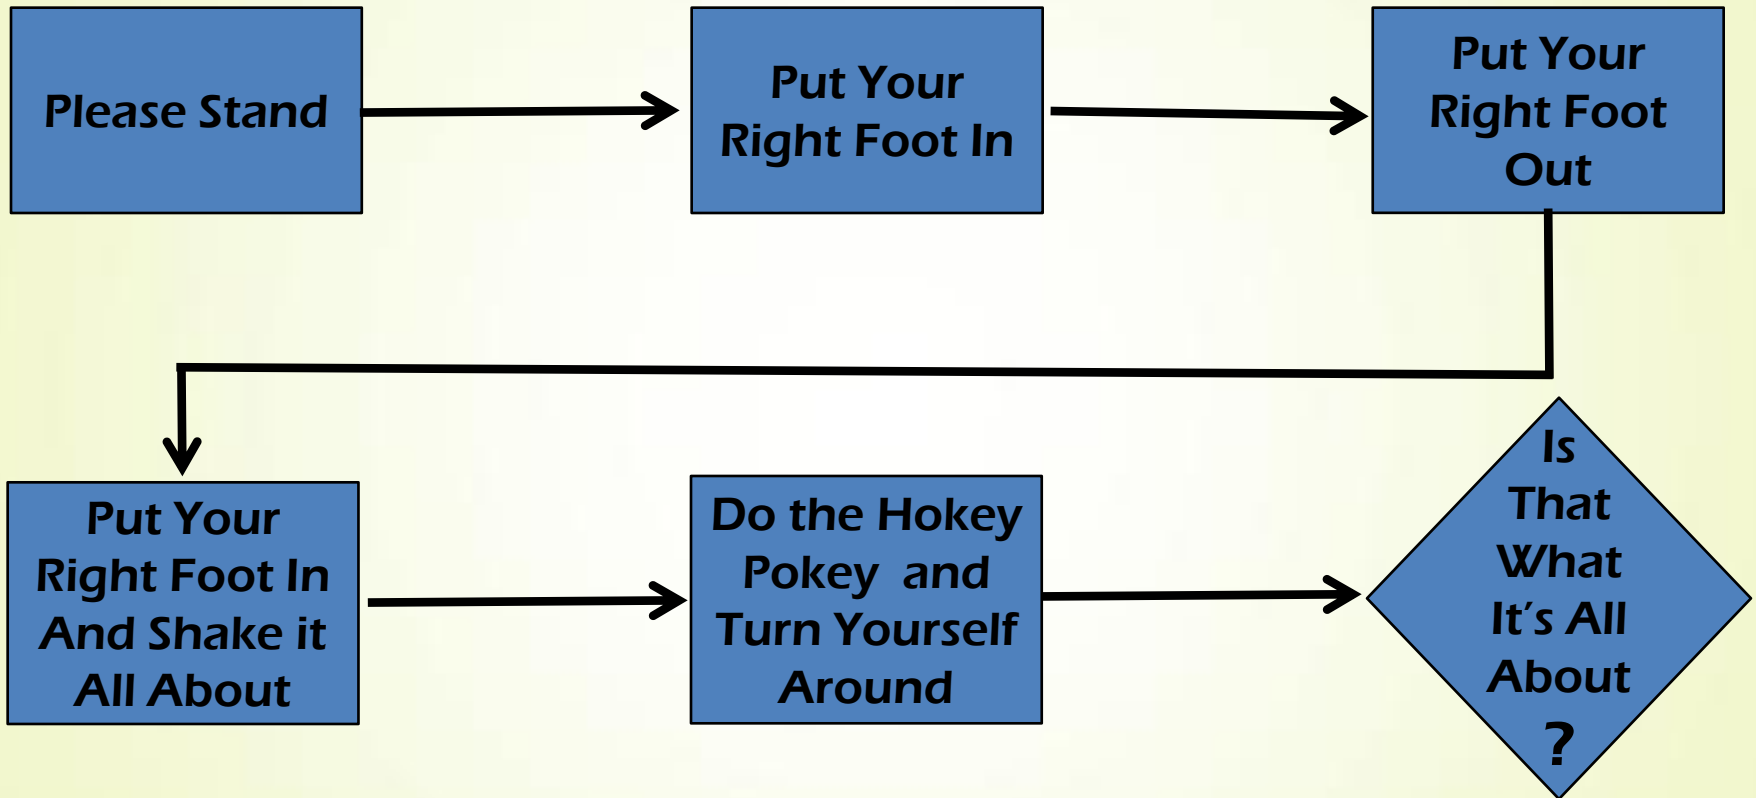 Please Stand
Put Your
Right Foot In
Put Your
Right Foot
Out
Put Your
Right Foot In
And Shake it
All About
Do the Hokey
Pokey and
Turn Yourself
Around
Is
That
What
It's All
About
?